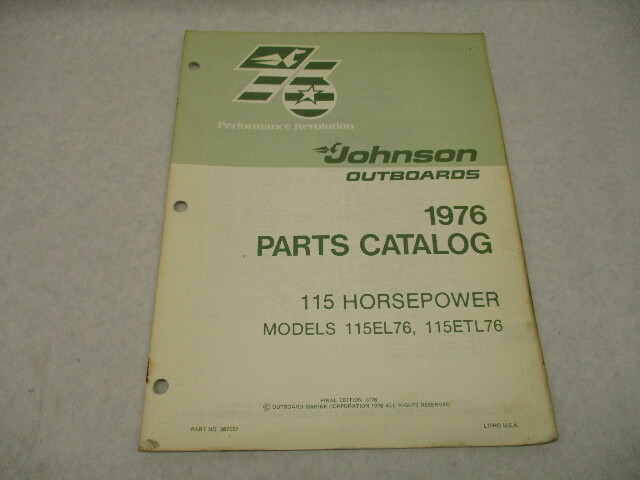 Performance Revolution
Johnson
OUTBOARDS
1976
PARTS CATALOG
115 HORSEPOWER
MODELS 115EL76, 115ETL76
FINAL EDITION
© OUTBOARD MARINE CORPORATION 1976 ALL RIGHTS RESERVED
PART NO.
LITHO U.S.A.